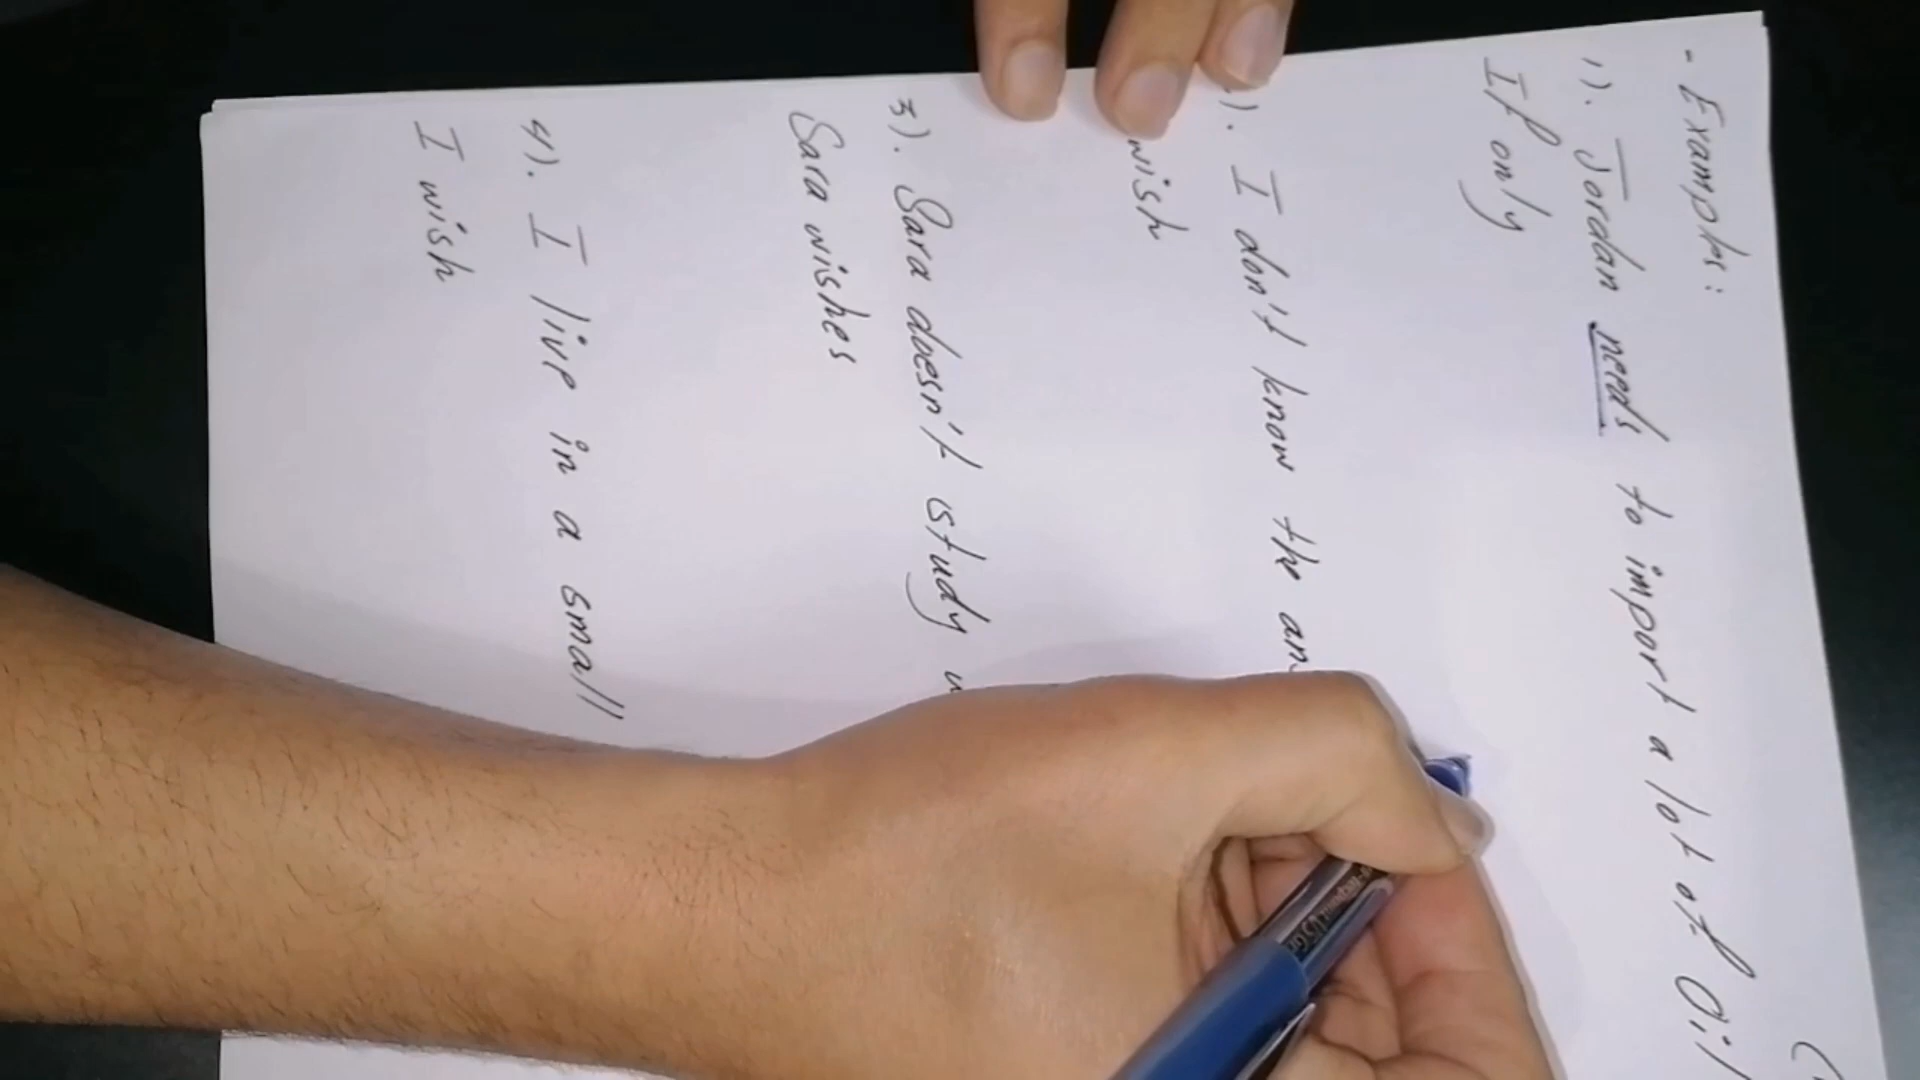 - Examples:
1). Jordan needs to import a lot of Oil
If only
). I don't know the an
wish
3). Sara doesn't study w
Sara wishes
4). I live in a small
I wish